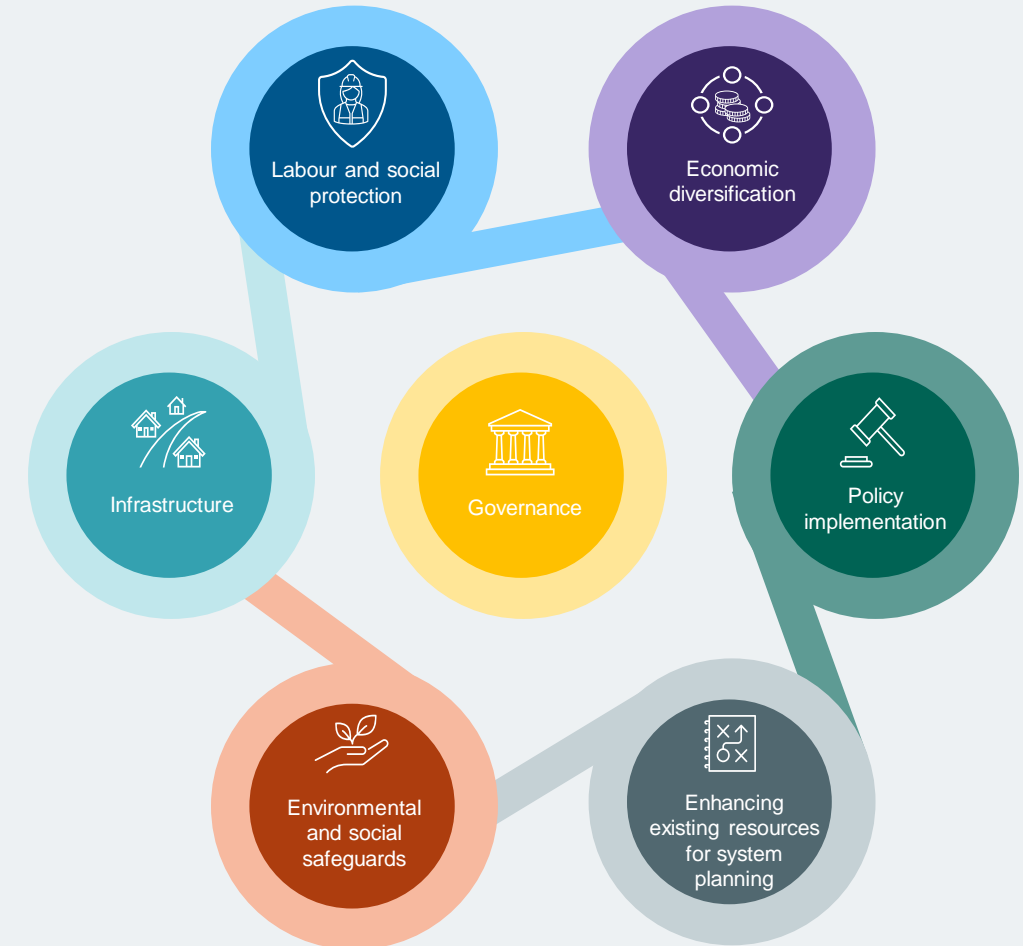 Labour and social
protection
Economic
diversification
Infrastructure
Governance
Policy
implementation
Environmental
and social
safeguards
Enhancing
existing resources
for system
planning